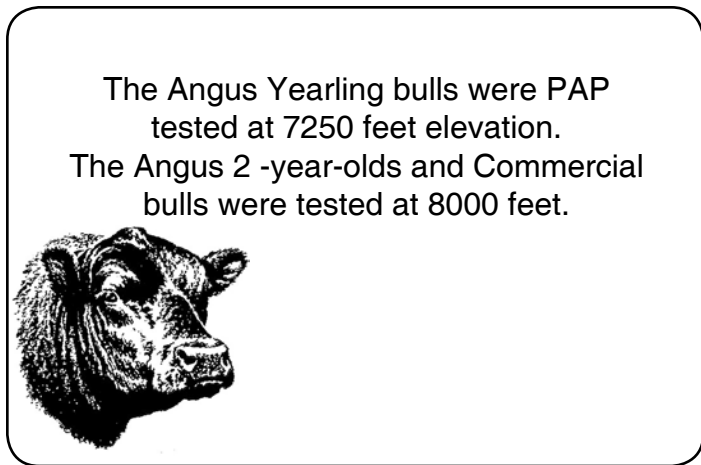 The Angus Yearling bulls were PAP
tested at 7250 feet elevation.
The Angus 2 -year-olds and Commercial
bulls were tested at 8000 feet.